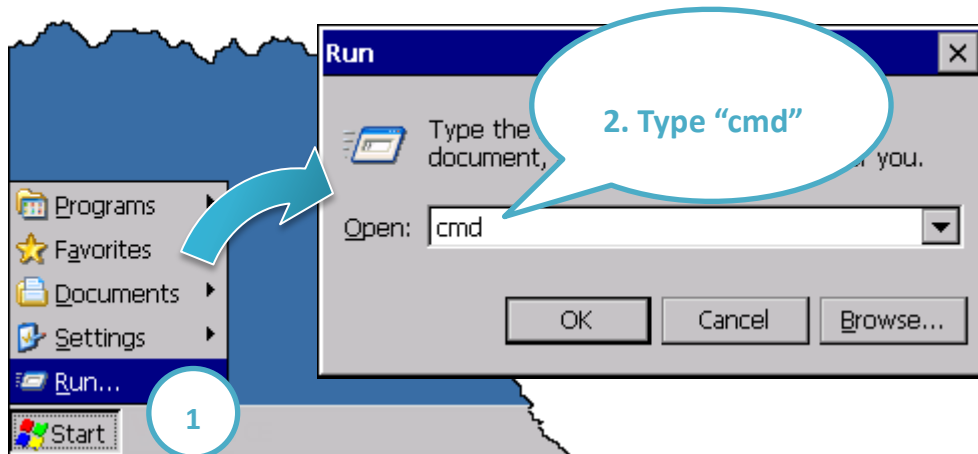 Run
Type the
document,
you.
2. Type “cmd”
Open: cmd
OK
Cancel
Browse...
Programs
Favorites
Documents
Settings
Run...
Start
1